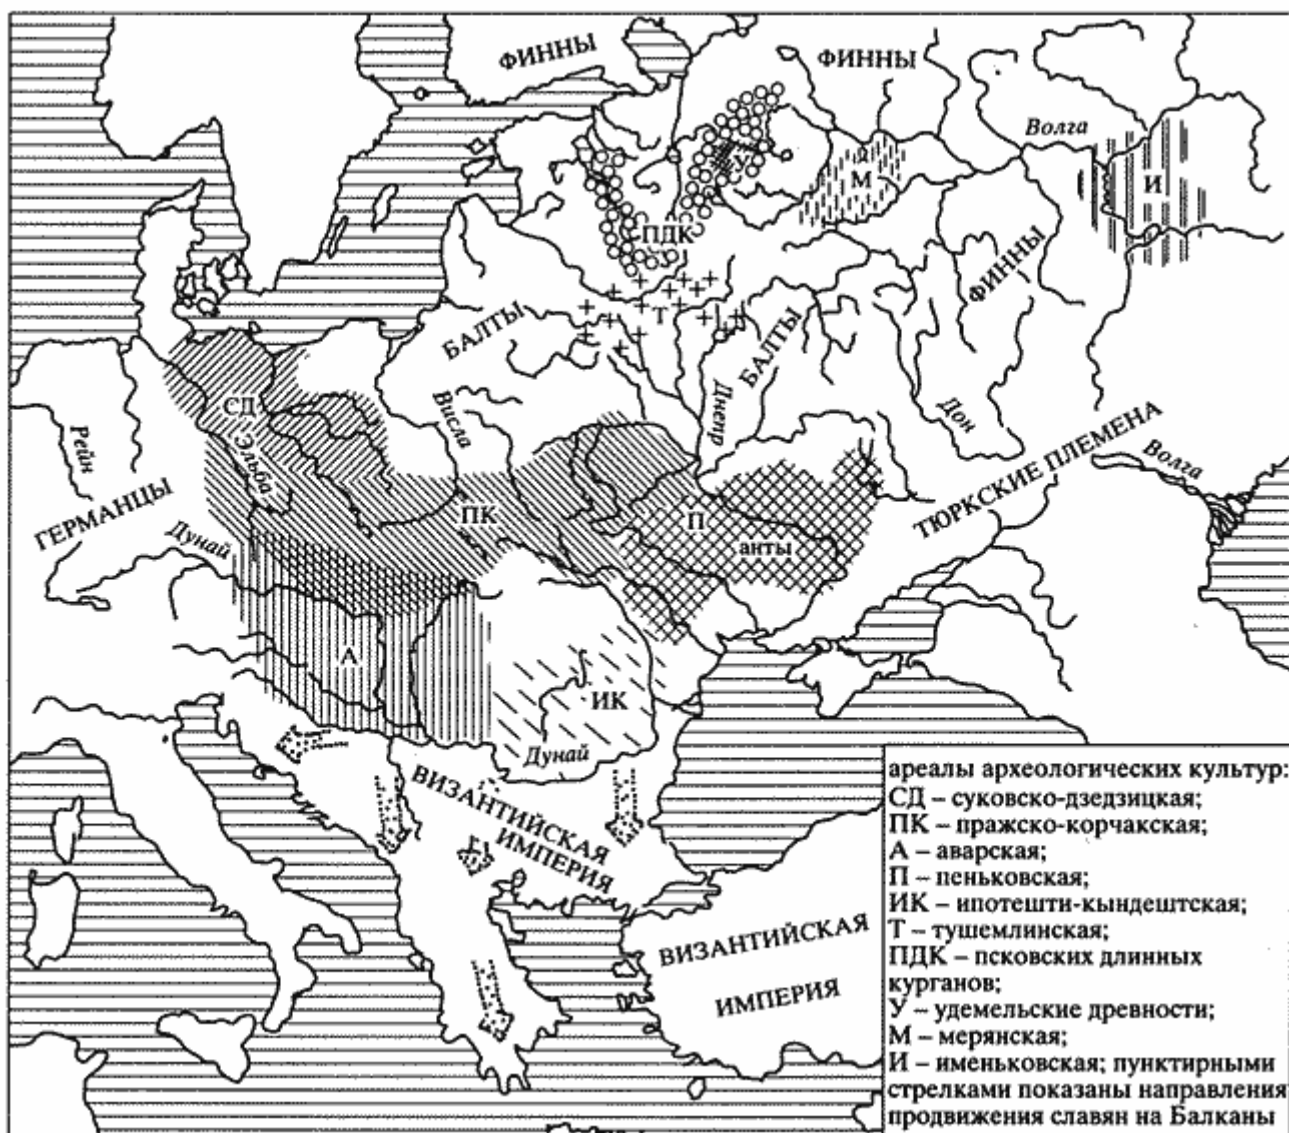 ФИННЫ
ФИННЫ
Волга
У
М
И
ПДК
ФИННЫ
Т
БАЛТЫ
БАЛТЫ
Днепр
СД
Висла
Дон
Рейн
Эльба
ТЮРКСКИЕ ПЛЕМЕНА
Волга
ГЕРМАНЦЫ
ПК
П
Дунай
анты
А
ИК
Дунай
ВИЗАНТИЙСКАЯ
ИМПЕРИЯ
ВИЗАНТИЙСКАЯ
ИМПЕРИЯ
ареалы археологических культур:
СД – суковско-дзедзицкая;
ПК – пражско-корчакская;
А – аварская;
П – пеньковская;
ИК – ипотешти-кындештская;
Т – тушемлинская;
ПДК – псковских длинных
курганов;
У – удемельские древности;
М – мерянская;
И – именьковская; пунктирными
стрелками показаны направления
продвижения славян на Балканы